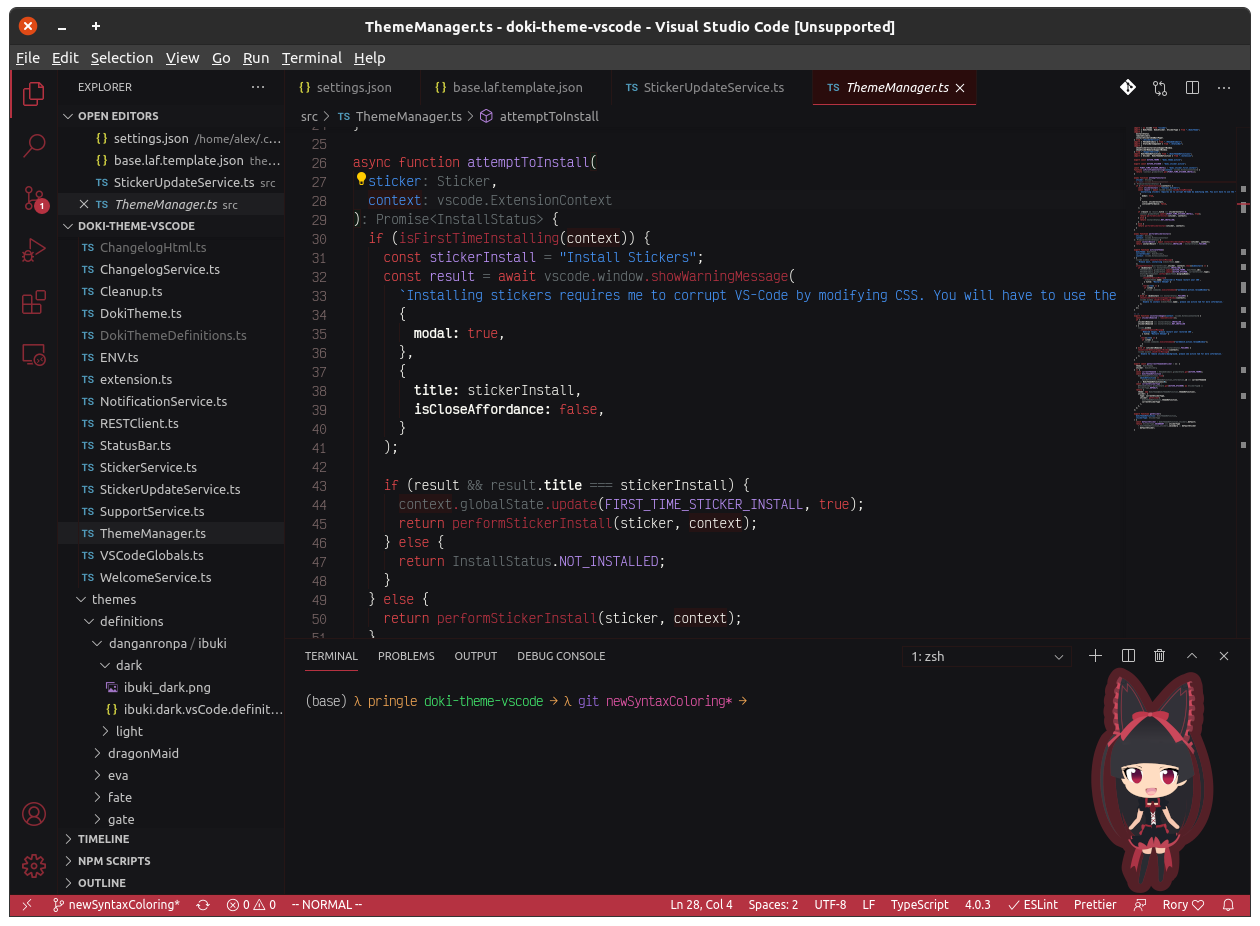 ThemeManager.ts - doki-theme-vscode - Visual Studio Code [Unsupported]
File Edit Selection View Go Run Terminal Help
EXPLORER
OPEN EDITORS
{} settings.json /home/alex/.c...
{} base.laf.template.json the...
TS StickerUpdateService.ts src
TS ThemeManager.ts src
1
DOKI-THEME-VSCODE
TS ChangelogHtml.ts
TS ChangelogService.ts
TS Cleanup.ts
TS DokiTheme.ts
TS DokiThemeDefinitions.ts
TS ENV.ts
TS extension.ts
TS NotificationService.ts
TS RESTClient.ts
TS StatusBar.ts
TS StickerService.ts
TS StickerUpdateService.ts
TS SupportService.ts
TS ThemeManager.ts
TS VSCodeGlobals.ts
TS WelcomeService.ts
themes
definitions
danganronpa / ibuki
dark
ibuki_dark.png
{} ibuki.dark.vsCode.definit...
light
dragonMaid
eva
fate
gate
TIMELINE
NPM SCRIPTS
OUTLINE
{} settings.json {} base.laf.template.json TS StickerUpdateService.ts TS ThemeManager.ts
src > TS ThemeManager.ts > attemptToInstall
25
26 async function attemptToInstall(
27 sticker: Sticker,
28 context: vscode.ExtensionContext
29 ): Promise<InstallStatus> {
30 if (isFirstTimeInstalling(context)) {
31 const stickerInstall = "Install Stickers";
32 const result = await vscode.window.showWarningMessage(
33 `Installing stickers requires me to corrupt VS-Code by modifying CSS. You will have to use the
34 {
35 modal: true,
36 },
37 {
38 title: stickerInstall,
39 isCloseAffordance: false,
40 }
41 );
42
43 if (result && result.title === stickerInstall) {
44 context.globalState.update(FIRST_TIME_STICKER_INSTALL, true);
45 return performStickerInstall(sticker, context);
46 } else {
47 return InstallStatus.NOT_INSTALLED;
48 }
49 } else {
50 return performStickerInstall(sticker, context);
51 }
TERMINAL PROBLEMS OUTPUT DEBUG CONSOLE 1: zsh
(base) λ pringle doki-theme-vscode → λ git newSyntaxColoring* →
newSyntaxColoring* 0 0 -- NORMAL -- Ln 28, Col 4 Spaces: 2 UTF-8 LF TypeScript 4.0.3 ✓ ESLint Prettier Rory ♡